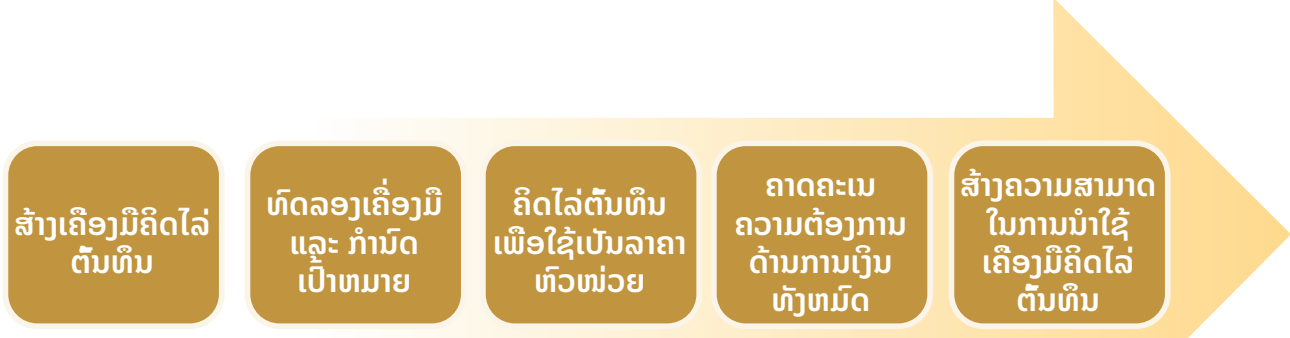 ສ້າງເຄື່ອງມືຄິດໄລ່
ຕົ້ນທຶນ
ທົດລອງເຄື່ອງມື
ແລະ ກຳນົດ
ເປົ້າຫມາຍ
ຄິດໄລ່ຕົ້ນທຶນ
ເພື່ອໃຊ້ເປັນລາຄາ
ຫົວໜ່ວຍ
ຄາດຄະເນ
ຄວາມຕ້ອງການ
ດ້ານການເງິນ
ທັງຫມົດ
ສ້າງຄວາມສາມາດ
ໃນການນຳໃຊ້
ເຄື່ອງມືຄິດໄລ່
ຕົ້ນທຶນ